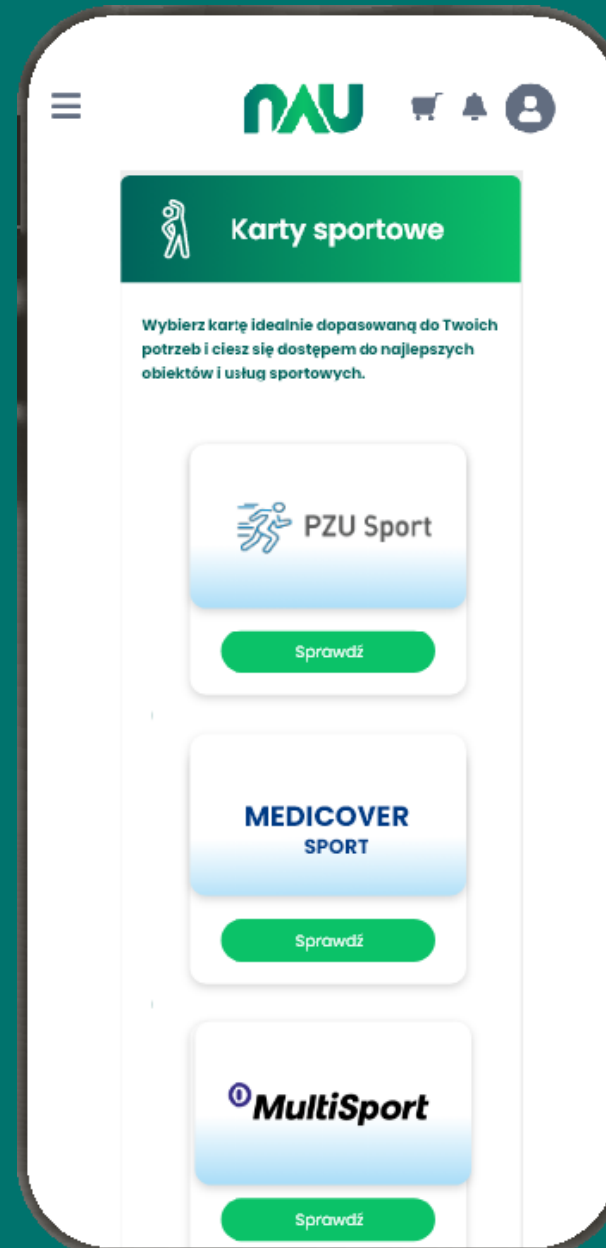 NAU
Karty sportowe
Wybierz kartę idealnie dopasowaną do Twoich
potrzeb i ciesz się dostępem do najlepszych
obiektów i usług sportowych.
PZU Sport
Sprawdź
MEDICOVER
SPORT
Sprawdź
MultiSport
Sprawdź